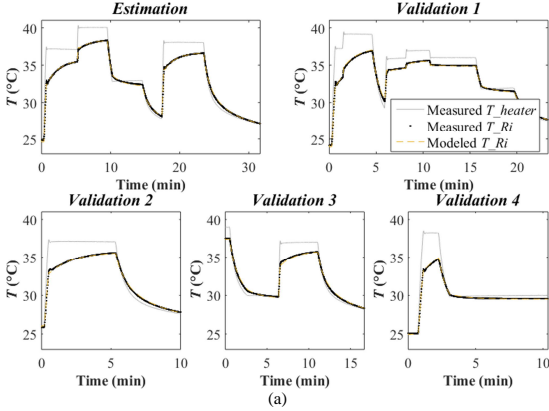 Estimation
Validation 1
T (°C)
40
35
30
25
0
10
20
30
Time (min)
T (°C)
40
35
30
25
0
5
10
15
20
Time (min)
Measured T_heater
Measured T_Ri
Modeled T_Ri
Validation 2
Validation 3
Validation 4
T (°C)
40
35
30
25
0
5
10
Time (min)
T (°C)
40
35
30
25
0
5
10
15
Time (min)
T (°C)
40
35
30
25
0
5
10
Time (min)
(a)